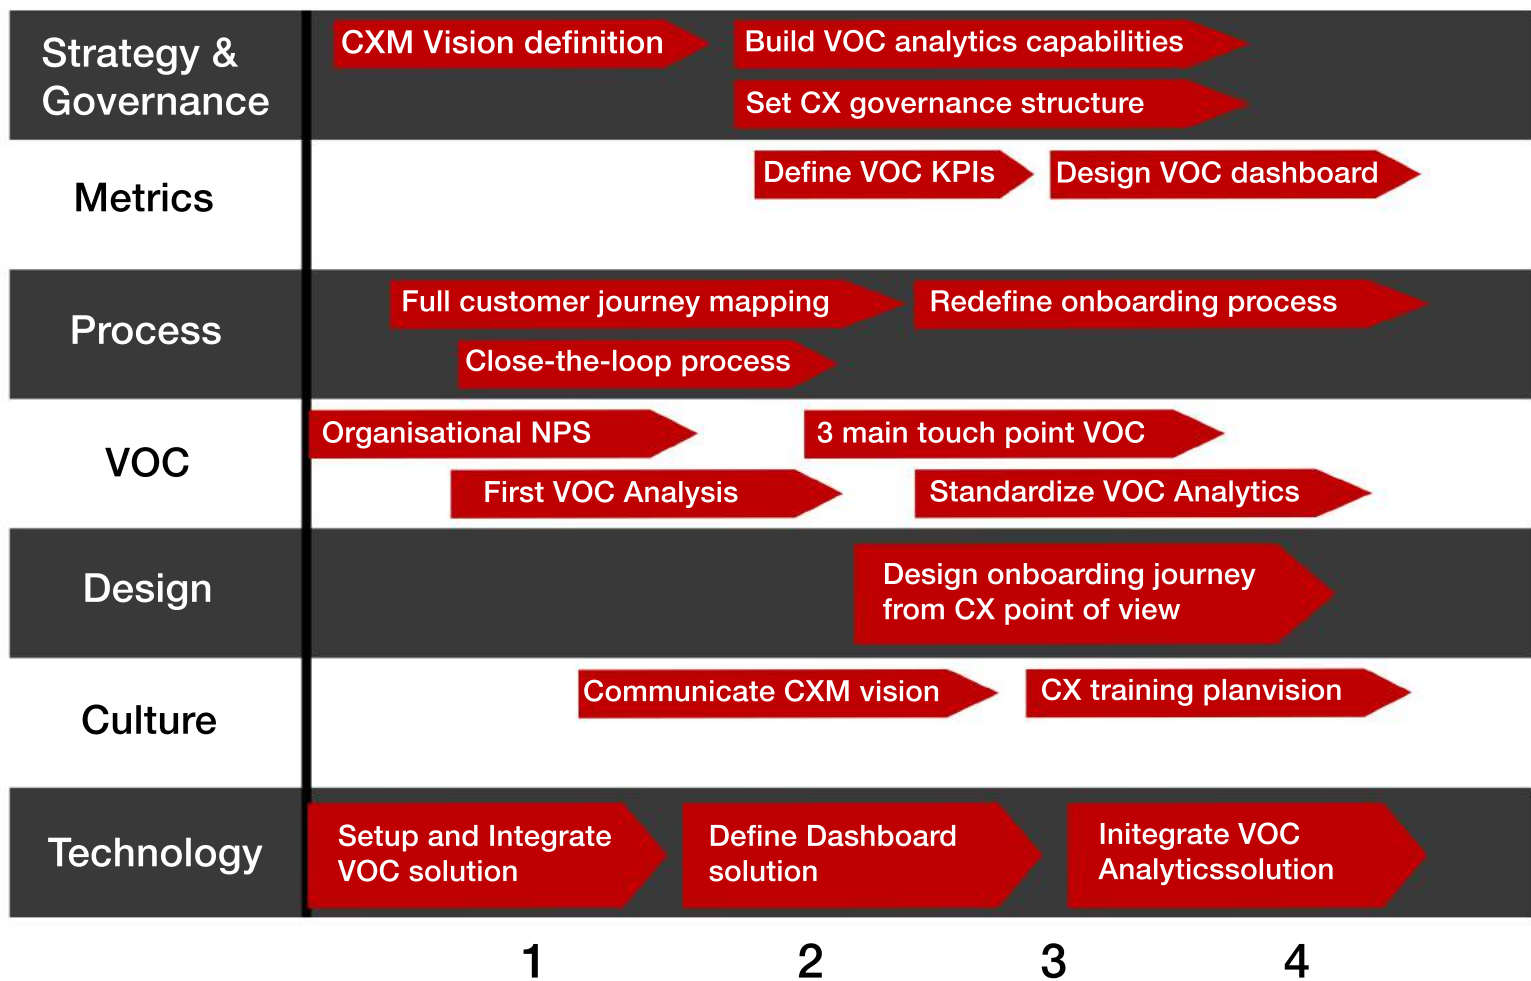 Strategy &
Governance
CXM Vision definition
Build VOC analytics capabilities
Set CX governance structure
Metrics
Define VOC KPIs
Design VOC dashboard
Process
Full customer journey mapping
Redefine onboarding process
Close-the-loop process
VOC
Organisational NPS
3 main touch point VOC
First VOC Analysis
Standardize VOC Analytics
Design
Design onboarding journey
from CX point of view
Culture
Communicate CXM vision
CX training planvision
Technology
Setup and Integrate
VOC solution
Define Dashboard
solution
Initegrate VOC
Analyticssolution
1
2
3
4